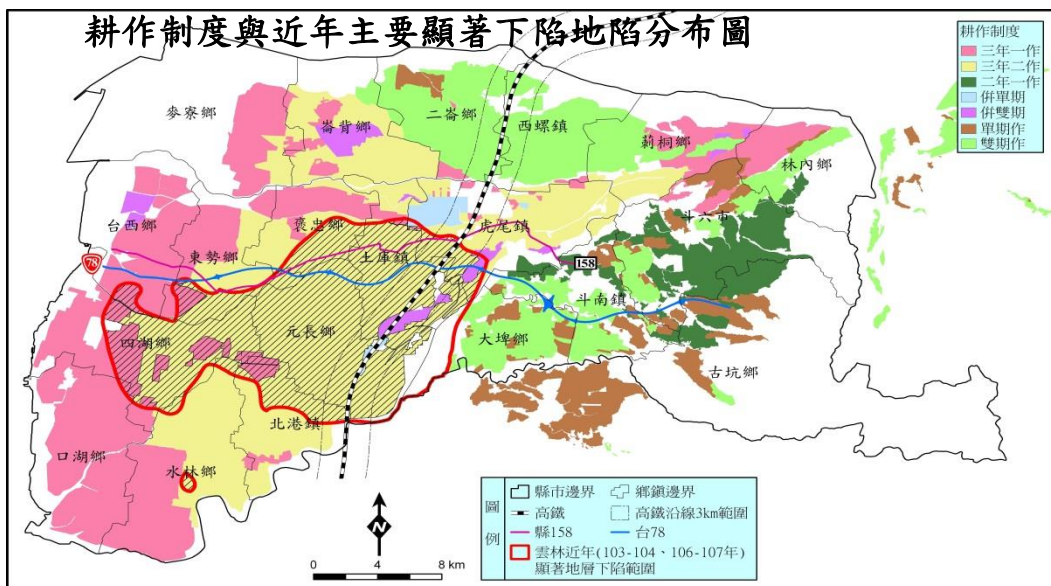 耕作制度與近年主要顯著下陷地陷分布圖
耕作制度
三年一作
三年二作
二年一作
併單期
併雙期
單期作
雙期作
麥寮鄉
崙背鄉
二崙鄉
西螺鎮
莿桐鄉
林內鄉
台西鄉
褒忠鄉
虎尾鎮
斗六市
東勢鄉
土庫鎮
78
158
斗南鎮
四湖鄉
元長鄉
大埤鄉
古坑鄉
北港鎮
口湖鄉
水林鄉
N
0 4 8 km
圖例
縣市邊界
鄉鎮邊界
高鐵
高鐵沿線3km範圍
縣158
台78
雲林近年(103-104、106-107年)
顯著地層下陷範圍